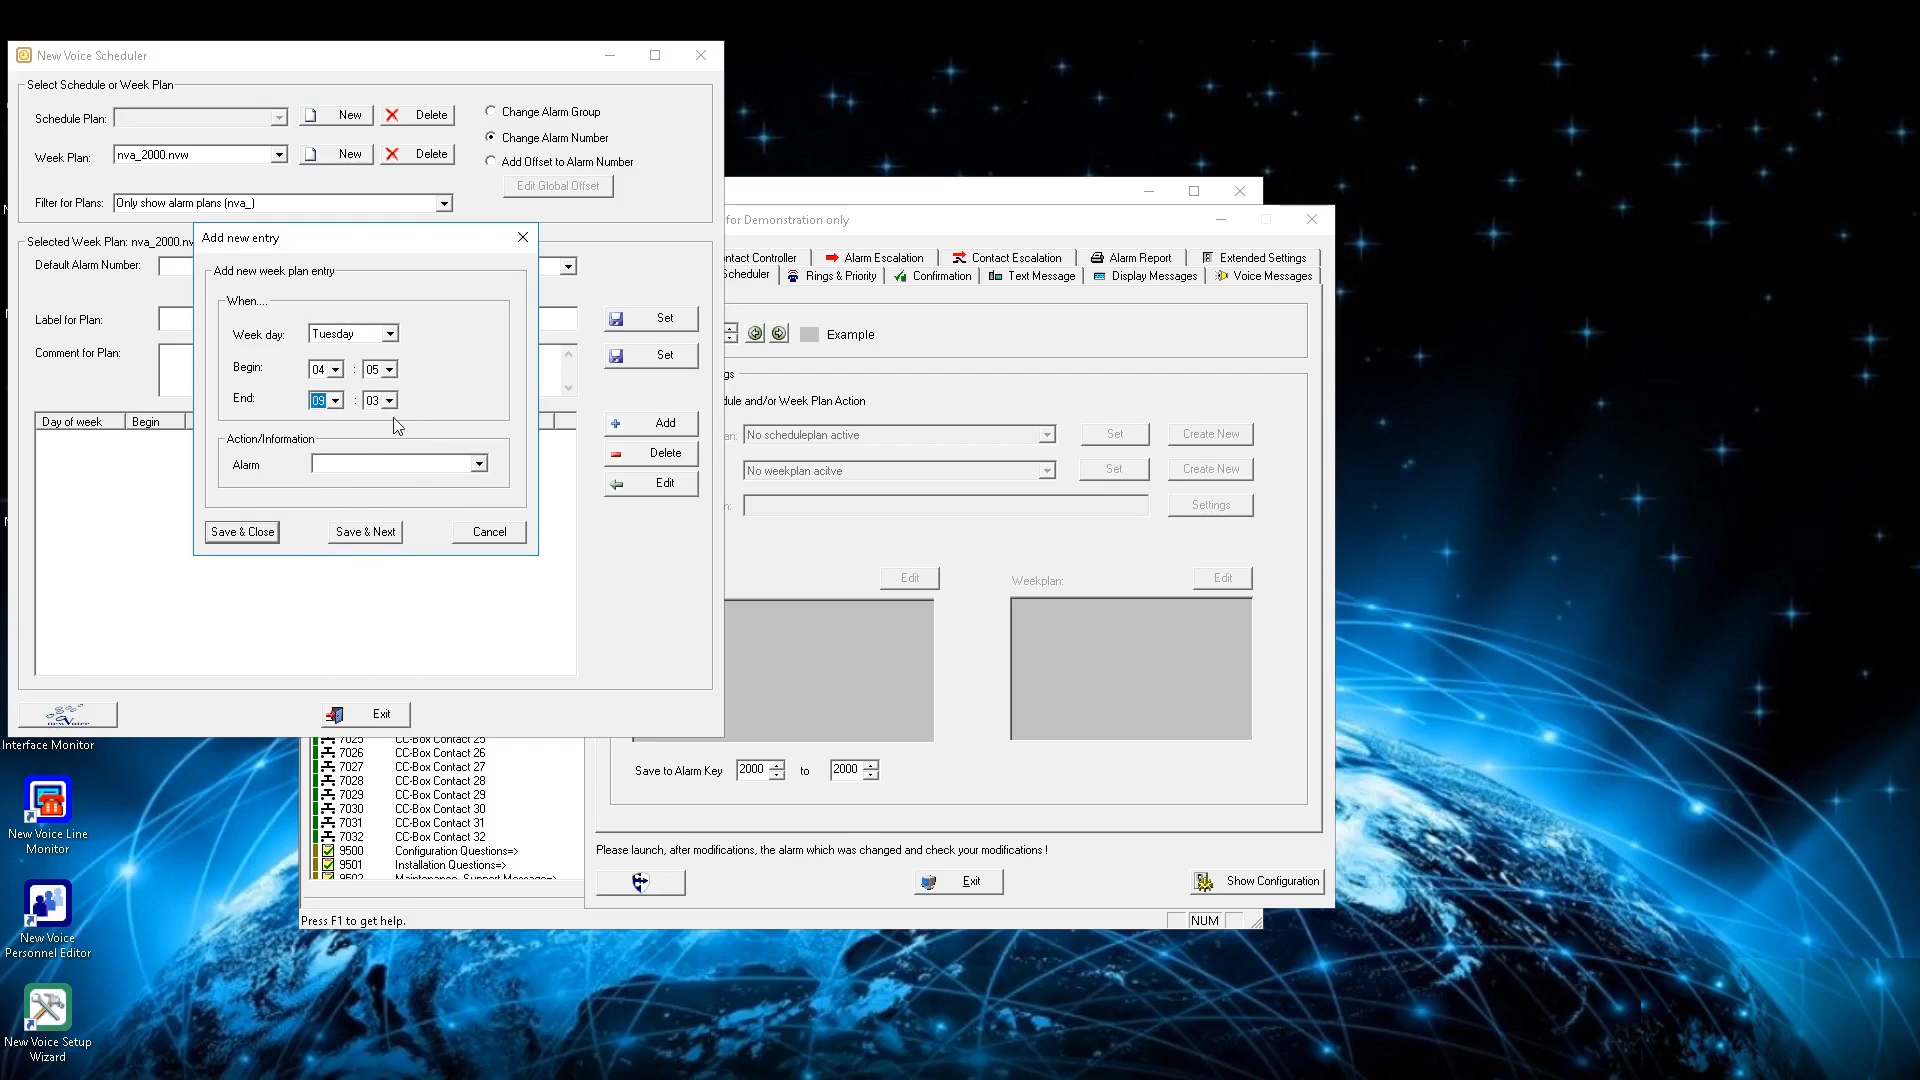 New Voice Scheduler
Select Schedule or Week Plan
Schedule Plan:
New
Delete
Change Alarm Group
Change Alarm Number
Week Plan:
nva_2000.nvw
New
Delete
Add Offset to Alarm Number
Edit Global Offset
Filter for Plans:
Only show alarm plans (nva_)
Selected Week Plan: nva_2000.nv
Default Alarm Number:
Label for Plan:
Comment for Plan:
Set
Set
Day of week
Begin
Add
Delete
Edit
newVoice
Exit
Add new entry
Add new week plan entry
When....
Week day:
Tuesday
Begin:
04
:
05
End:
09
:
03
Action/Information
Alarm
Save & Close
Save & Next
Cancel
for Demonstration only
ntact Controller
Alarm Escalation
Contact Escalation
Alarm Report
Extended Settings
Scheduler
Rings & Priority
Confirmation
Text Message
Display Messages
Voice Messages
Example
gs
dule and/or Week Plan Action
an:
No scheduleplan active
Set
Create New
No weekplan acitve
Set
Create New
n:
Settings
Edit
Weekplan:
Edit
Save to Alarm Key
2000
to
2000
Please launch, after modifications, the alarm which was changed and check your modifications !
Exit
Show Configuration
7025 CC-Box Contact 25
7026 CC-Box Contact 26
7027 CC-Box Contact 27
7028 CC-Box Contact 28
7029 CC-Box Contact 29
7030 CC-Box Contact 30
7031 CC-Box Contact 31
7032 CC-Box Contact 32
9500 Configuration Questions=>
9501 Installation Questions=>
9502 Maintenance, Support Message=>
Press F1 to get help.
NUM
Interface Monitor
New Voice Line
Monitor
New Voice
Personnel Editor
New Voice Setup
Wizard